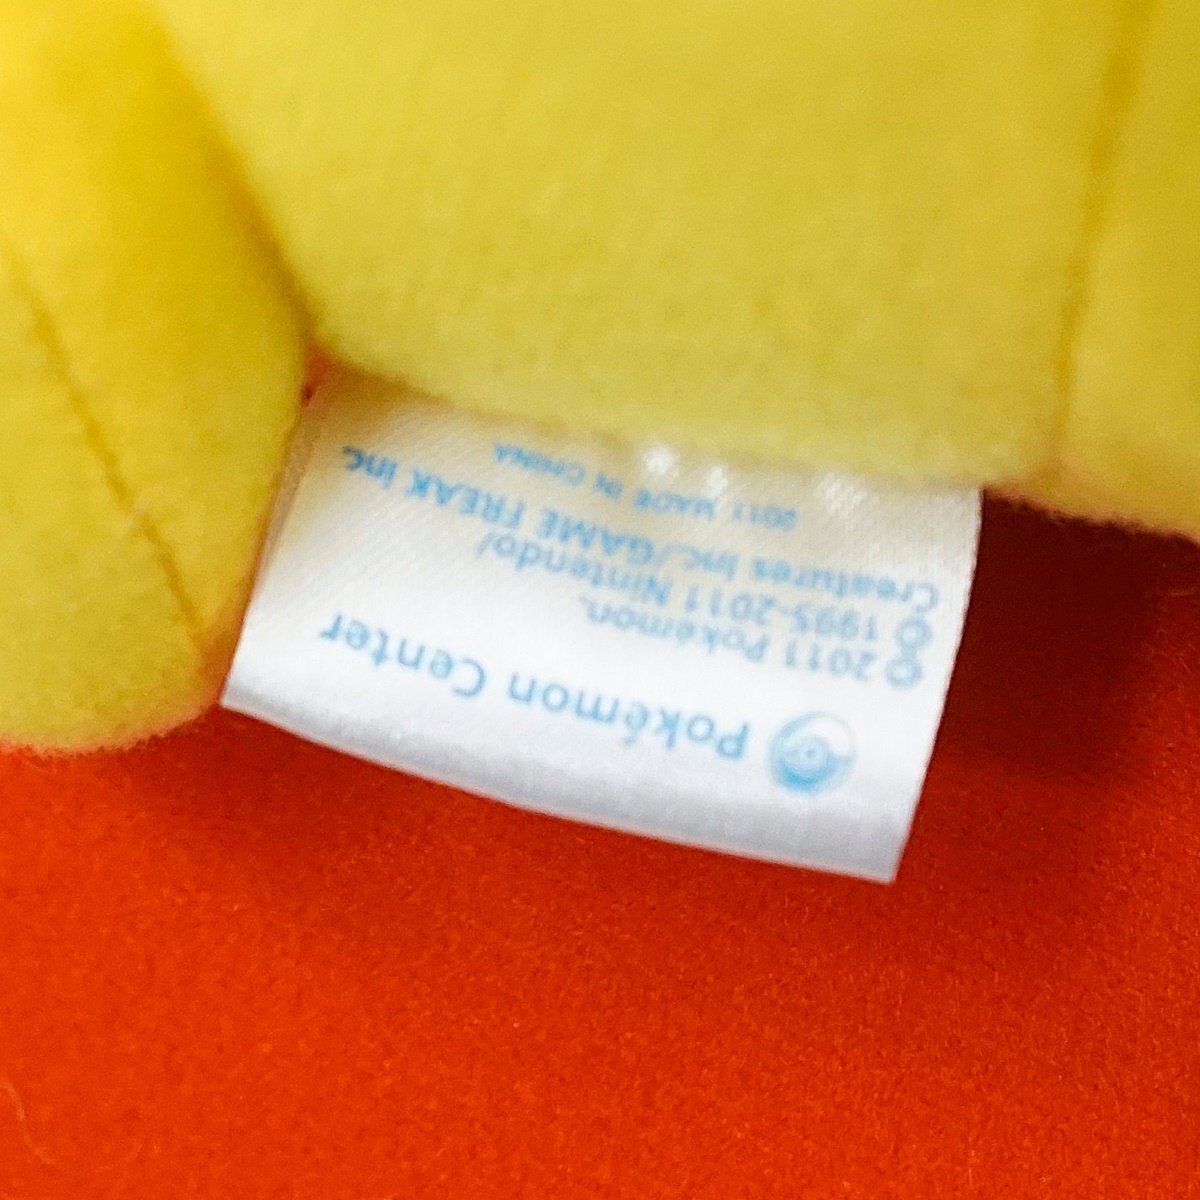 Pokémon Center
©2011 Pokémon.
©1995-2011 Nintendo/
Creatures Inc./GAME FREAK inc.
2011 MADE IN CHINA